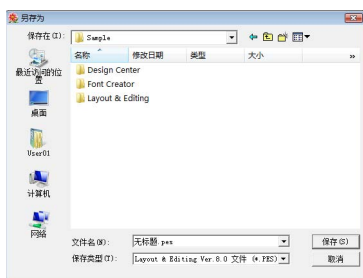 另存为
保存在(I):
Sample
名称 修改日期 类型 大小 »
Design Center
Font Creator
Layout & Editing
最近访问的位置
桌面
User01
计算机
网络
文件名(N): 无标题.pes 保存(S)
保存类型(T): Layout & Editing Ver.8.0 文件 (*.PES) 取消